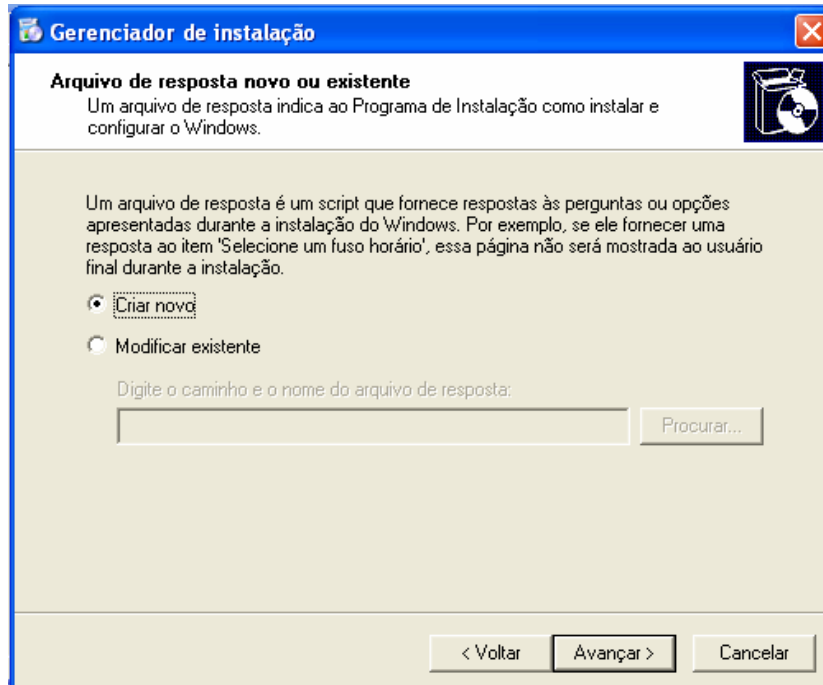 Gerenciador de instalação
Arquivo de resposta novo ou existente
Um arquivo de resposta indica ao Programa de Instalação como instalar e
configurar o Windows.
Um arquivo de resposta é um script que fornece respostas às perguntas ou opções
apresentadas durante a instalação do Windows. Por exemplo, se ele fornecer uma
resposta ao item 'Selecione um fuso horário', essa página não será mostrada ao usuário
final durante a instalação.
Criar novo
Modificar existente
Digite o caminho e o nome do arquivo de resposta:
Procurar...
< Voltar
Avançar >
Cancelar